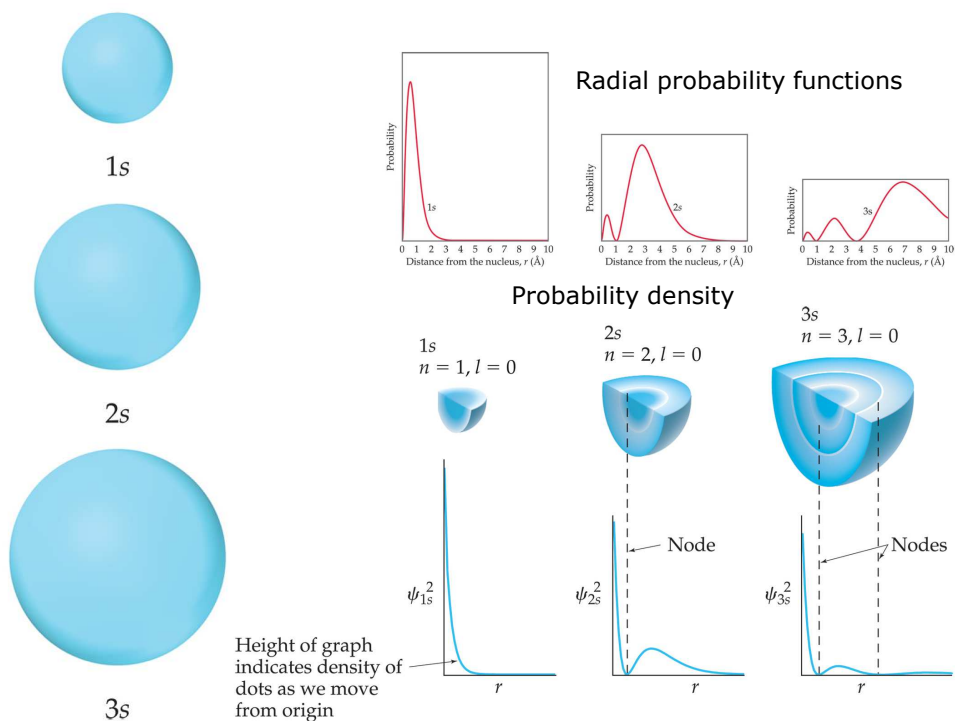 1s
2s
3s
Radial probability functions
Probability
1s
0 1 2 3 4 5 6 7 8 9 10
Distance from the nucleus, r (Å)
Probability
2s
0 1 2 3 4 5 6 7 8 9 10
Distance from the nucleus, r (Å)
Probability
3s
0 1 2 3 4 5 6 7 8 9 10
Distance from the nucleus, r (Å)
Probability density
1s
n = 1, l = 0
2s
n = 2, l = 0
3s
n = 3, l = 0
ψ1s²
Height of graph
indicates density of
dots as we move
from origin
r
ψ2s²
Node
r
ψ3s²
Nodes
r